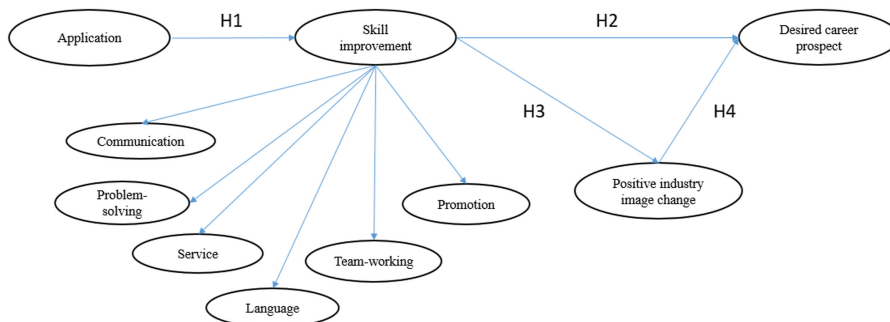 H1
H2
Application
Skill
improvement
Desired career
prospect
H3
H4
Communication
Problem-
solving
Positive industry
image change
Promotion
Service
Team-working
Language